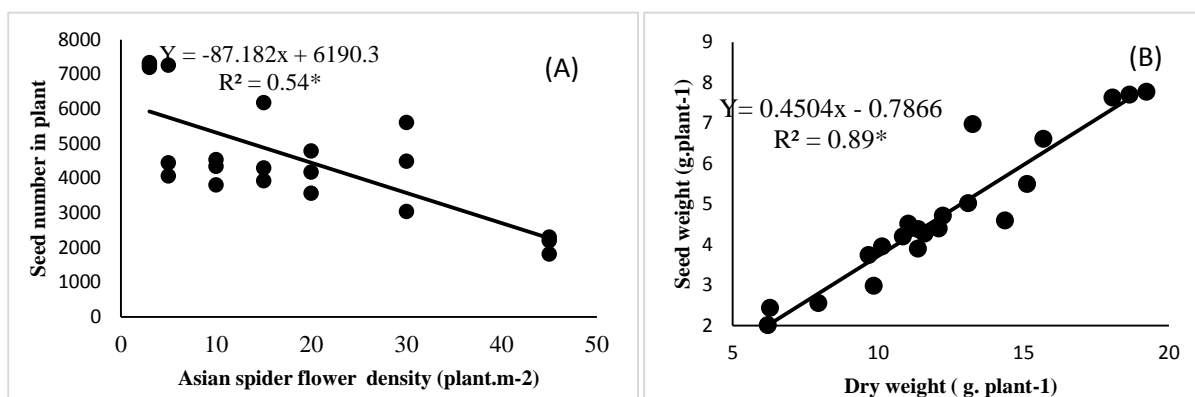 8000
7000
6000
5000
4000
3000
2000
1000
0
Seed number in plant
Y = -87.182x + 6190.3
R² = 0.54*
(A)
0 10 20 30 40 50
Asian spider flower density (plant.m-2)
9
8
7
6
5
4
3
2
Seed weight (g.plant-1)
Y= 0.4504x - 0.7866
R² = 0.89*
(B)
5 10 15 20
Dry weight ( g. plant-1)